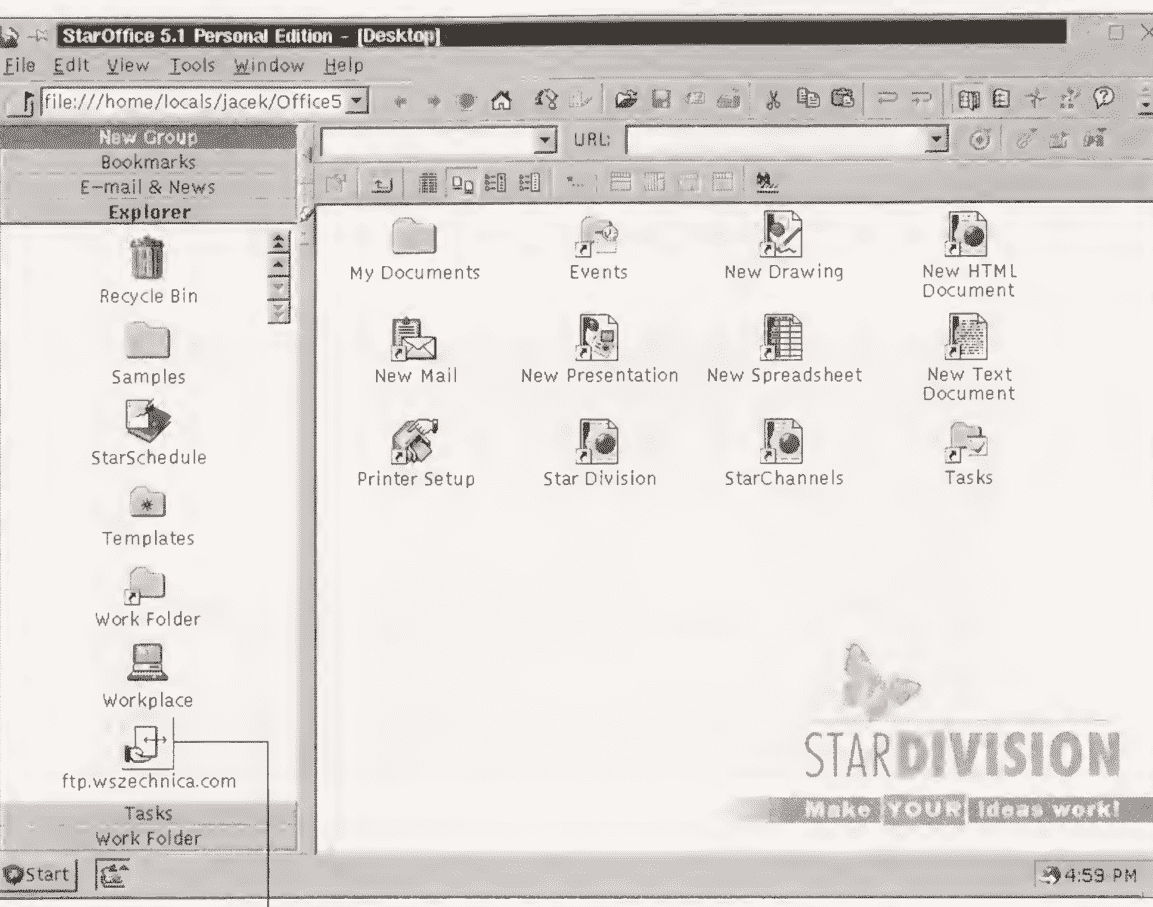 StarOffice 5.1 Personal Edition - [Desktop]
File Edit View Tools Window Help
file:///home/locals/jacek/Office5
New Group
Bookmarks
E-mail & News
Explorer
URL:
Recycle Bin
Samples
StarSchedule
Templates
Work Folder
Workplace
ftp.wszechnica.com
Tasks
Work Folder
My Documents
Events
New Drawing
New HTML
Document
New Mail
New Presentation
New Spreadsheet
New Text
Document
Printer Setup
Star Division
StarChannels
Tasks
STARDIVISION
Make YOUR Ideas work!
Start
4:59 PM